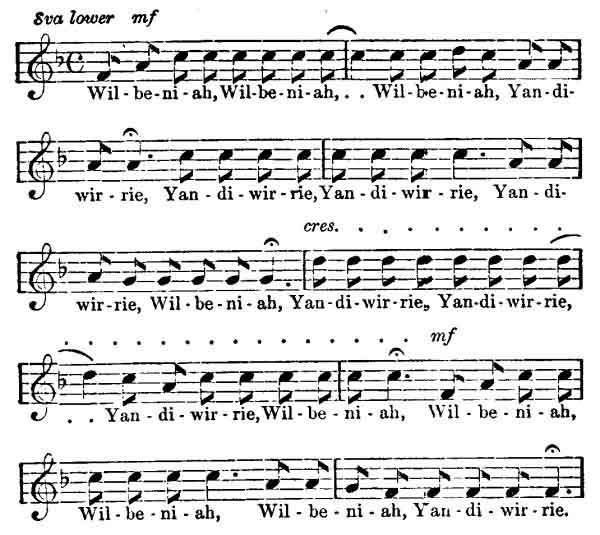 8va lower mf
Wil-be-ni-ah, Wil-be-ni-ah, . . Wil-be-niah, Yan-di-
wir-rie, Yan-di-wir-rie, Yan-di-wir-rie, Yan-di-
cres. . . . . . . . . .
wir-rie, Wil-be-ni-ah, Yan-di-wir-rie, Yan-di-wir-rie,
. . . . . . . . . . . . . . . mf
. . Yan-di-wir-rie, Wil-be-ni-ah, Wil-be-ni-ah,
Wil-be-ni-ah, Wil-be-ni-ah, Yan-di-wir-rie.